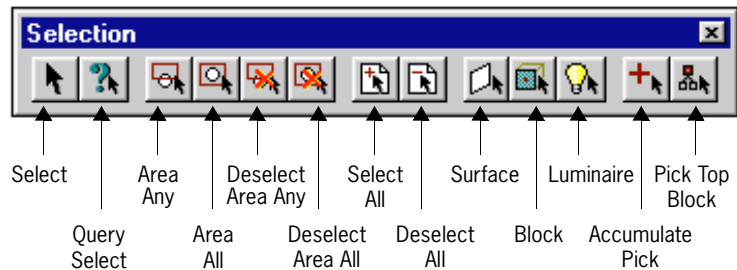 Selection
Select
Area
Any
Deselect
Area Any
Select
All
Surface
Luminaire
Pick Top
Block
Query
Select
Area
All
Deselect
Area All
Deselect
All
Block
Accumulate
Pick